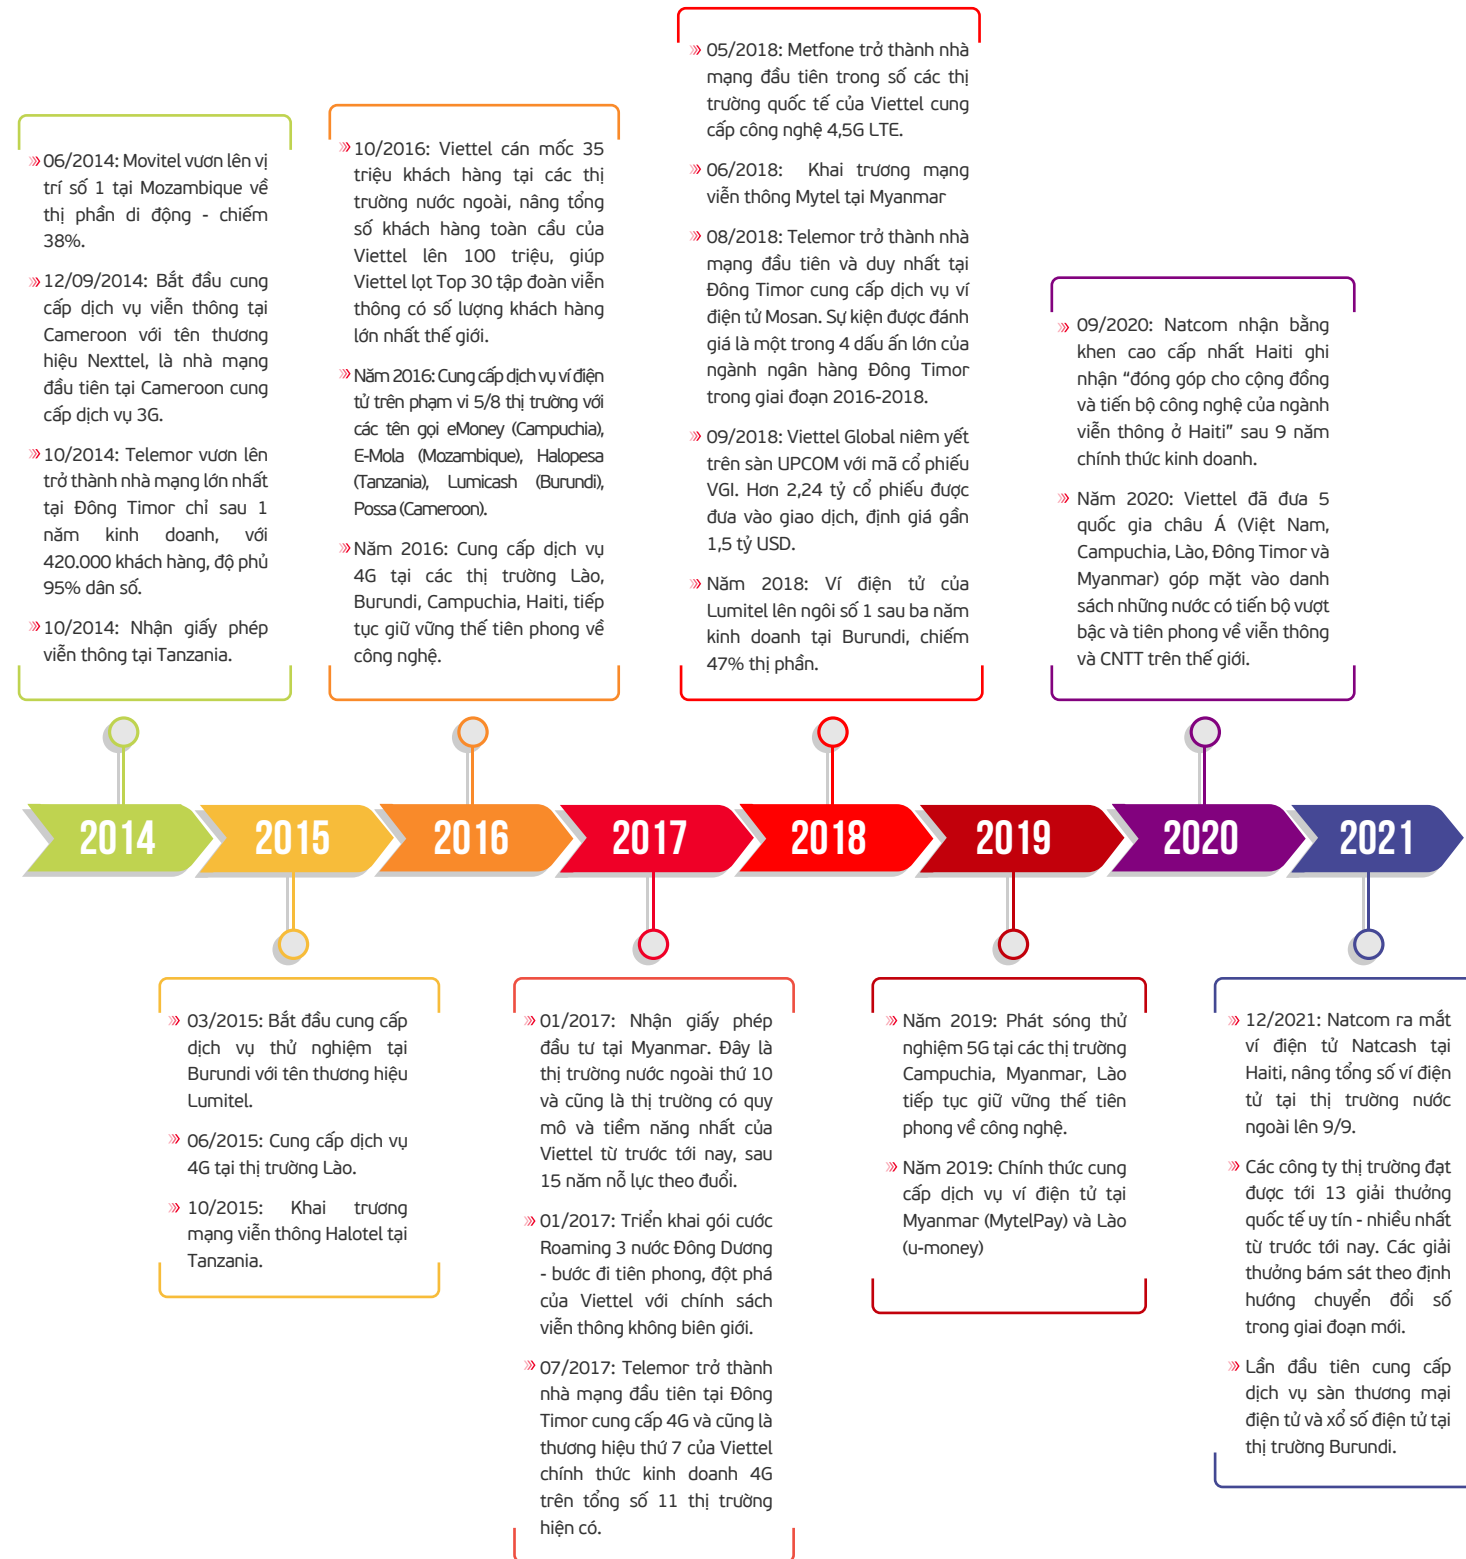 06/2014: Movitel vươn lên vị
trí số 1 tại Mozambique về
thị phần di động - chiếm
38%.
12/09/2014: Bắt đầu cung
cấp dịch vụ viễn thông tại
Cameroon với tên thương
hiệu Nexttel, là nhà mạng
đầu tiên tại Cameroon cung
cấp dịch vụ 3G.
10/2014: Telemor vươn lên
trở thành nhà mạng lớn nhất
tại Đông Timor chỉ sau 1
năm kinh doanh, với
420.000 khách hàng, độ phủ
95% dân số.
10/2014: Nhận giấy phép
viễn thông tại Tanzania.
10/2016: Viettel cán mốc 35
triệu khách hàng tại các thị
trường nước ngoài, nâng tổng
số khách hàng toàn cầu của
Viettel lên 100 triệu, giúp
Viettel lọt Top 30 tập đoàn viễn
thông có số lượng khách hàng
lớn nhất thế giới.
Năm 2016: Cung cấp dịch vụ ví điện
tử trên phạm vi 5/8 thị trường với
các tên gọi eMoney (Campuchia),
E-Mola (Mozambique), Halopesa
(Tanzania), Lumicash (Burundi),
Possa (Cameroon).
Năm 2016: Cung cấp dịch vụ
4G tại các thị trường Lào,
Burundi, Campuchia, Haiti, tiếp
tục giữ vững thế tiên phong về
công nghệ.
05/2018: Metfone trở thành nhà
mạng đầu tiên trong số các thị
trường quốc tế của Viettel cung
cấp công nghệ 4,5G LTE.
06/2018: Khai trương mạng
viễn thông Mytel tại Myanmar
08/2018: Telemor trở thành nhà
mạng đầu tiên và duy nhất tại
Đông Timor cung cấp dịch vụ ví
điện tử Mosan. Sự kiện được đánh
giá là một trong 4 dấu ấn lớn của
ngành ngân hàng Đông Timor
trong giai đoạn 2016-2018.
09/2018: Viettel Global niêm yết
trên sàn UPCOM với mã cổ phiếu
VGI. Hơn 2,24 tỷ cổ phiếu được
đưa vào giao dịch, định giá gần
1,5 tỷ USD.
Năm 2018: Ví điện tử của
Lumitel lên ngôi số 1 sau ba năm
kinh doanh tại Burundi, chiếm
47% thị phần.
09/2020: Natcom nhận bằng
khen cao cấp nhất Haiti ghi
nhận “đóng góp cho cộng đồng
và tiến bộ công nghệ của ngành
viễn thông ở Haiti” sau 9 năm
chính thức kinh doanh.
Năm 2020: Viettel đã đưa 5
quốc gia châu Á (Việt Nam,
Campuchia, Lào, Đông Timor và
Myanmar) góp mặt vào danh
sách những nước có tiến bộ vượt
bậc và tiên phong về viễn thông
và CNTT trên thế giới.
2014
2015
2016
2017
2018
2019
2020
2021
03/2015: Bắt đầu cung cấp
dịch vụ thử nghiệm tại
Burundi với tên thương hiệu
Lumitel.
06/2015: Cung cấp dịch vụ
4G tại thị trường Lào.
10/2015: Khai trương
mạng viễn thông Halotel tại
Tanzania.
01/2017: Nhận giấy phép
đầu tư tại Myanmar. Đây là
thị trường nước ngoài thứ 10
và cũng là thị trường có quy
mô và tiềm năng nhất của
Viettel từ trước tới nay, sau
15 năm nỗ lực theo đuổi.
01/2017: Triển khai gói cước
Roaming 3 nước Đông Dương
- bước đi tiên phong, đột phá
của Viettel với chính sách
viễn thông không biên giới.
07/2017: Telemor trở thành
nhà mạng đầu tiên tại Đông
Timor cung cấp 4G và cũng là
thương hiệu thứ 7 của Viettel
chính thức kinh doanh 4G
trên tổng số 11 thị trường
hiện có.
Năm 2019: Phát sóng thử
nghiệm 5G tại các thị trường
Campuchia, Myanmar, Lào
tiếp tục giữ vững thế tiên
phong về công nghệ.
Năm 2019: Chính thức cung
cấp dịch vụ ví điện tử tại
Myanmar (MytelPay) và Lào
(u-money)
12/2021: Natcom ra mắt
ví điện tử Natcash tại
Haiti, nâng tổng số ví điện
tử tại thị trường nước
ngoài lên 9/9.
Các công ty thị trường đạt
được tới 13 giải thưởng
quốc tế uy tín - nhiều nhất
từ trước tới nay. Các giải
thưởng bám sát theo định
hướng chuyển đổi số
trong giai đoạn mới.
Lần đầu tiên cung cấp
dịch vụ sàn thương mại
điện tử và xổ số điện tử tại
thị trường Burundi.